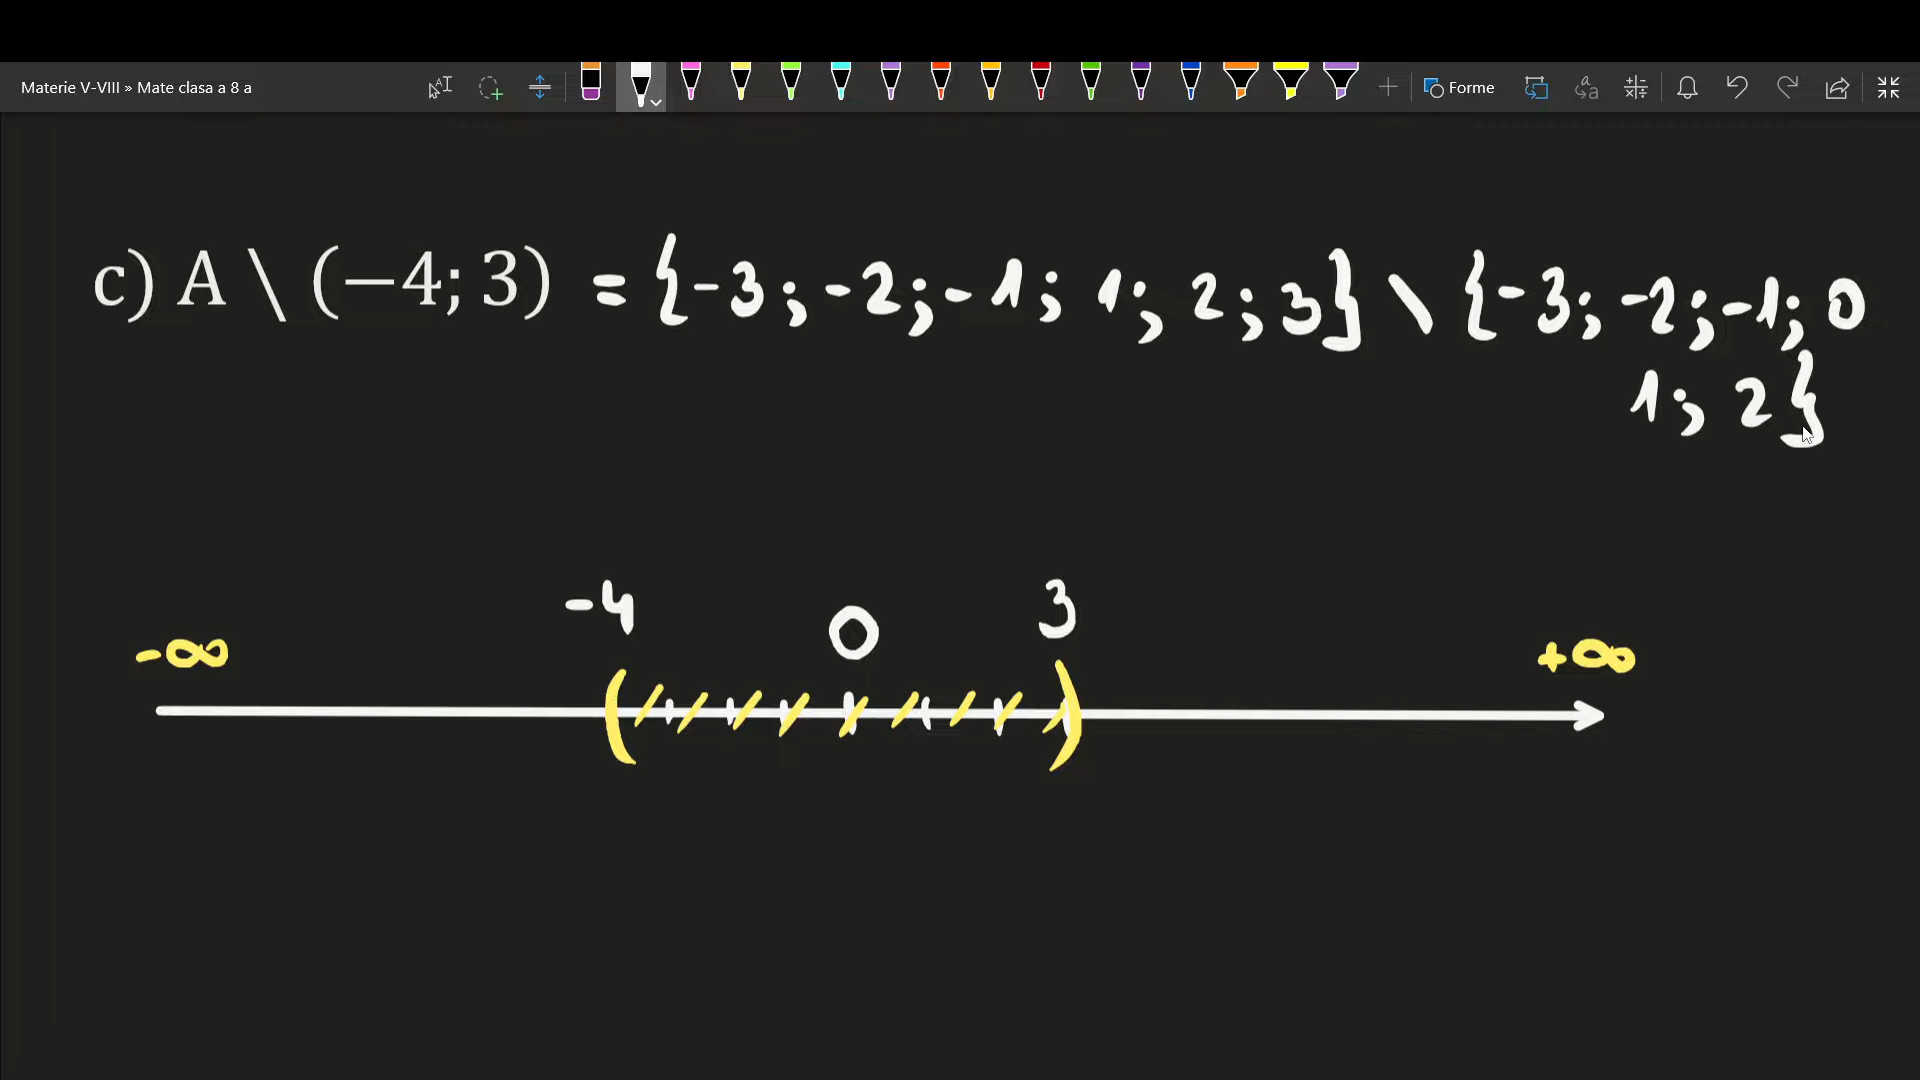 Materie V-VIII » Mate clasa a 8 a
Forme
c) A \ (−4; 3) = {-3; -2; -1; 1; 2; 3} \ {-3; -2; -1; 0
1; 2}
-4 0 3
-∞ +∞